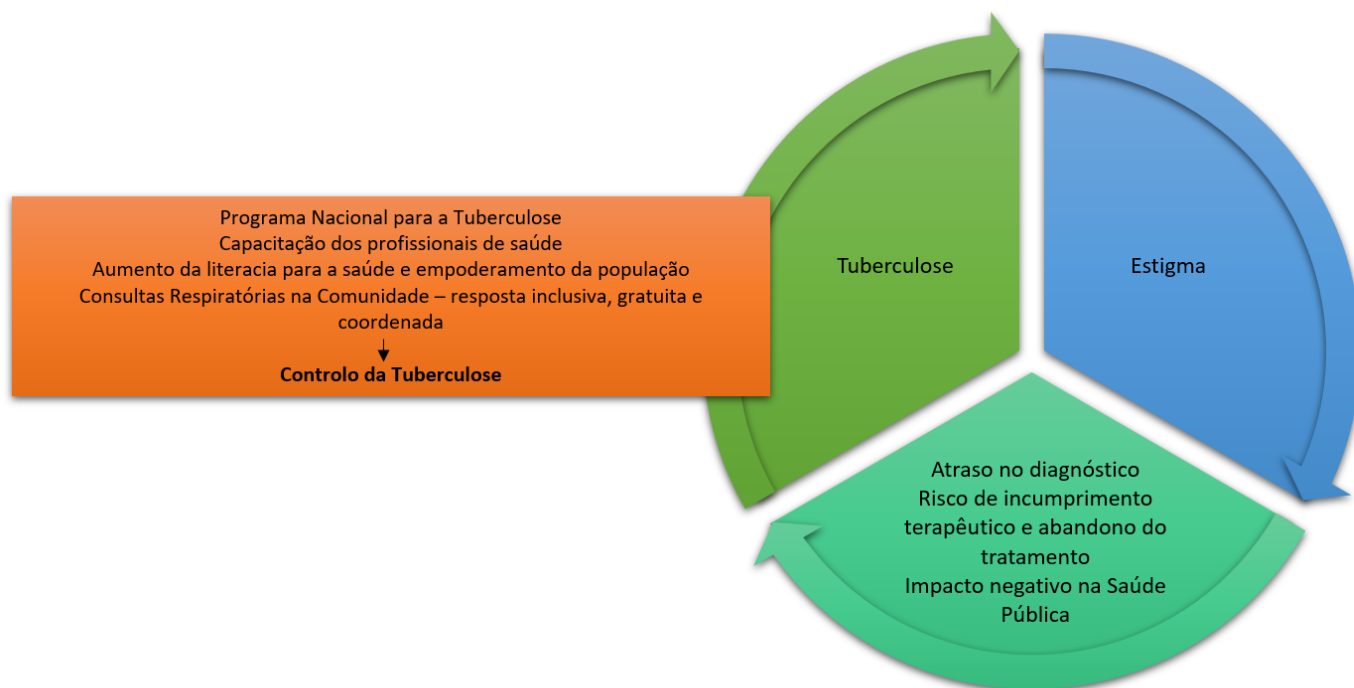 Programa Nacional para a Tuberculose
Capacitação dos profissionais de saúde
Aumento da literacia para a saúde e empoderamento da população
Consultas Respiratórias na Comunidade – resposta inclusiva, gratuita e
coordenada
Controlo da Tuberculose
Tuberculose
Estigma
Atraso no diagnóstico
Risco de incumprimento
terapêutico e abandono do
tratamento
Impacto negativo na Saúde
Pública